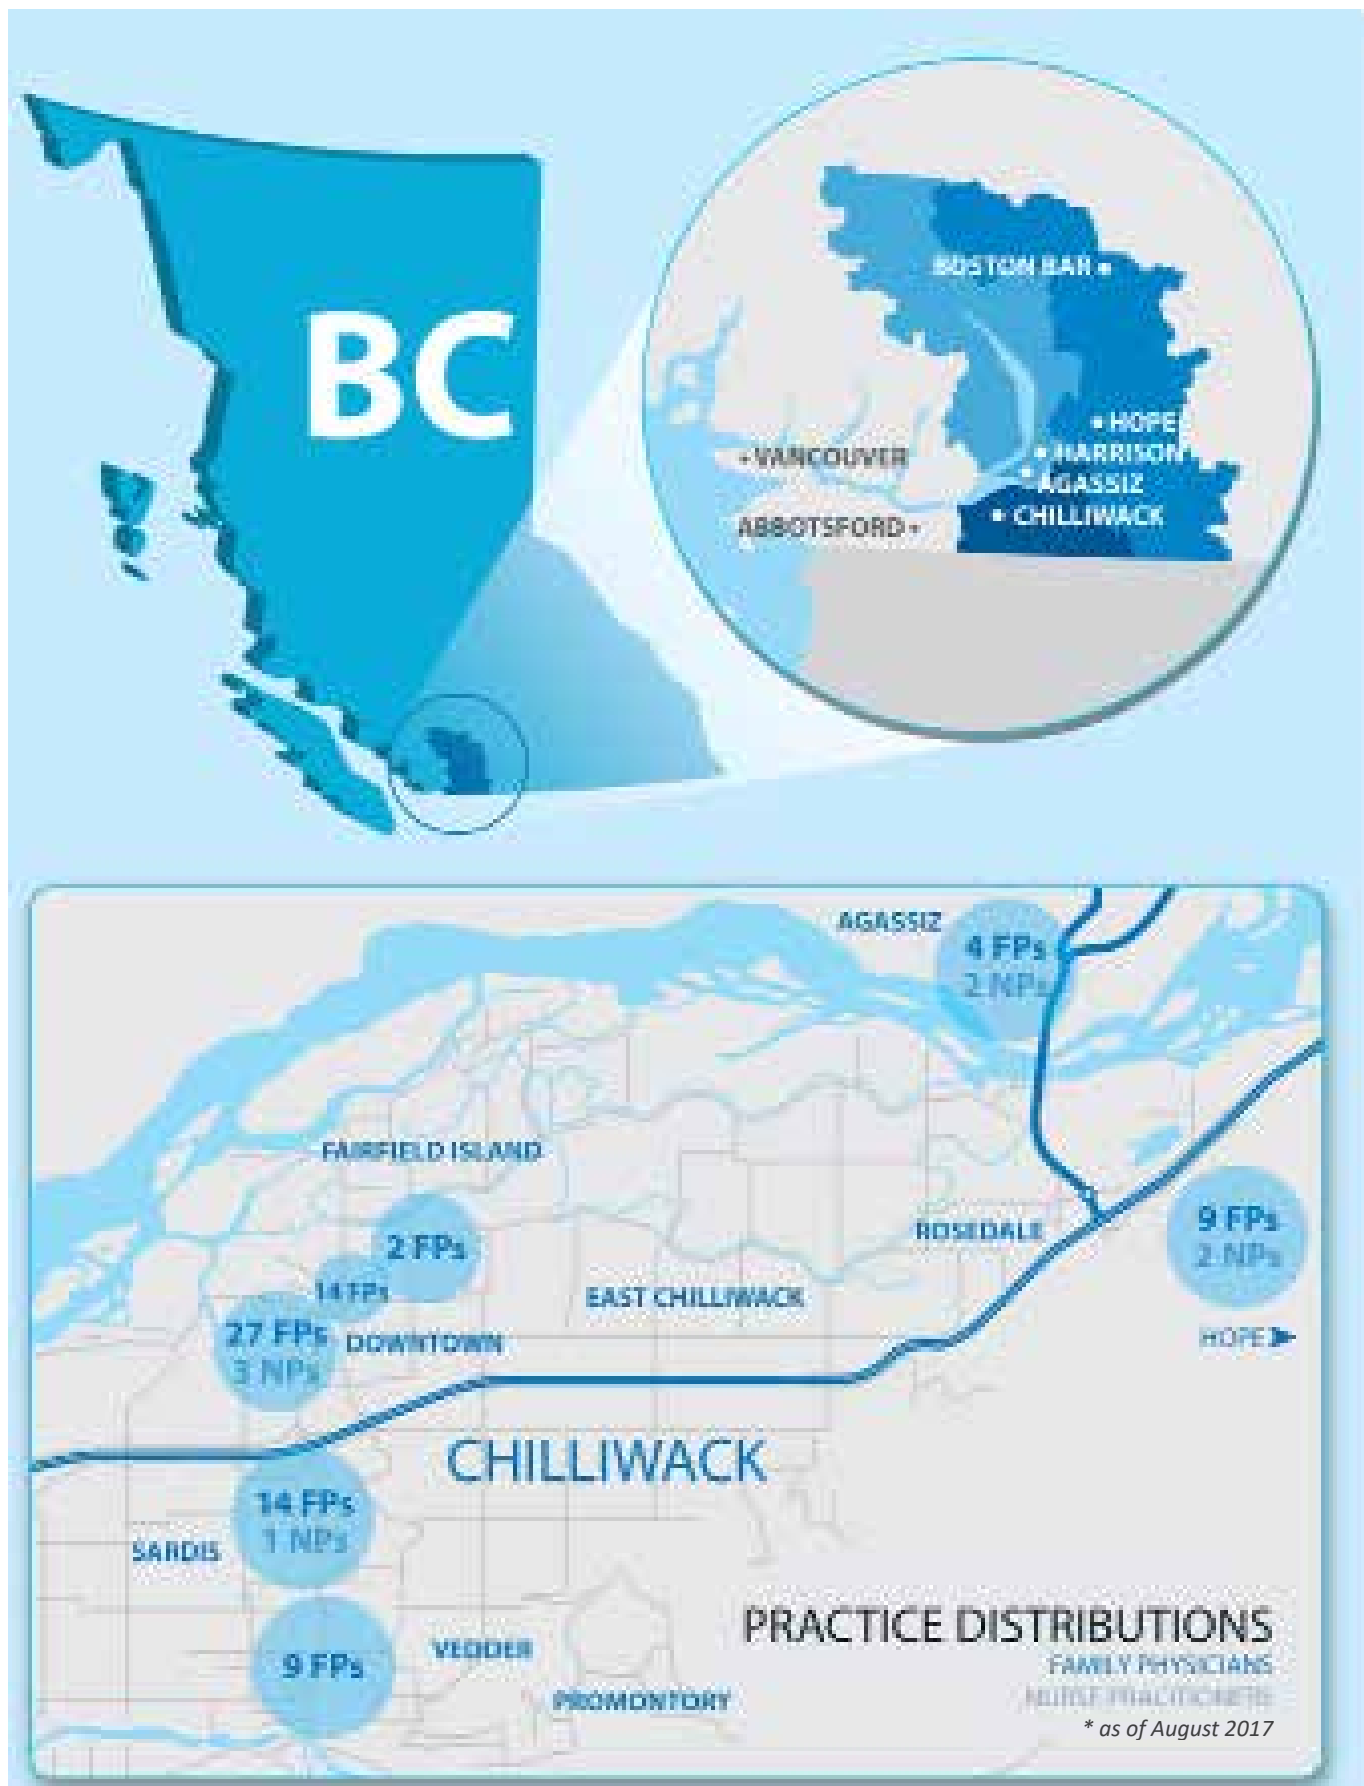 BC
BOSTON BAR
HOPE
HARRISON
AGASSIZ
CHILLIWACK
VANCOUVER
ABBOTSFORD
AGASSIZ
4 FPs
2 NPs
FAIRFIELD ISLAND
2 FPs
14 FPs
27 FPs
3 NPs
DOWNTOWN
EAST CHILLIWACK
ROSEDALE
9 FPs
2 NPs
HOPE
CHILLIWACK
14 FPs
1 NPs
SARDIS
9 FPs
VEDDER
PROMONTORY
PRACTICE DISTRIBUTIONS
FAMILY PHYSICIANS
NURSE PRACTITIONERS
* as of August 2017